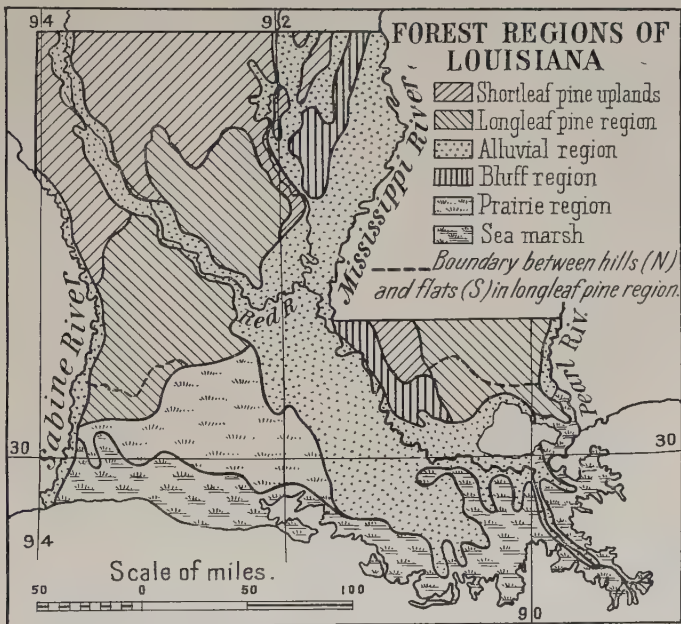 94
92
FOREST REGIONS OF
LOUISIANA
Shortleaf pine uplands
Longleaf pine region
Alluvial region
Bluff region
Prairie region
Sea marsh
Boundary between hills (N)
and flats (S) in longleaf pine region.
Mississippi River
Red R.
Sabine River
Pearl Riv.
30
30
94
90
Scale of miles.
50 0 50 100